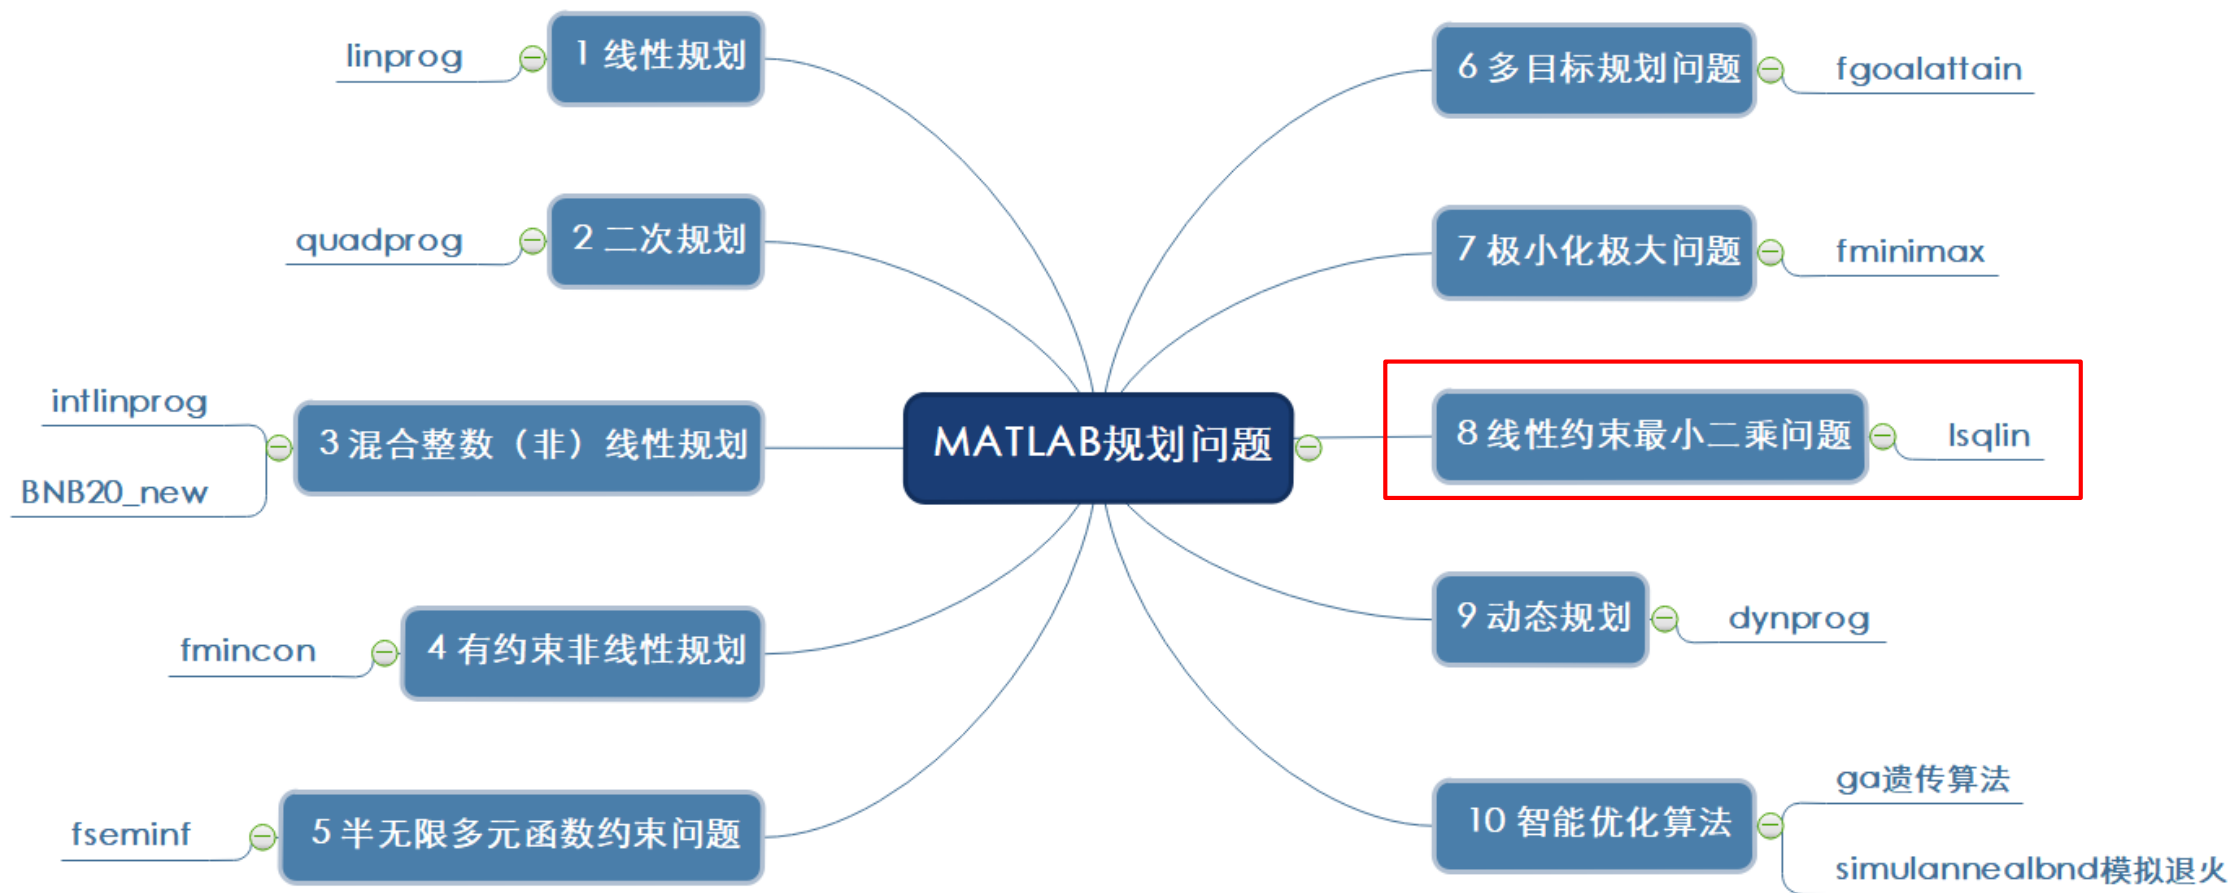 MATLAB规划问题
1 线性规划
linprog
2 二次规划
quadprog
3 混合整数（非）线性规划
intlinprog
BNB20_new
4 有约束非线性规划
fmincon
5 半无限多元函数约束问题
fseminf
6 多目标规划问题
fgoalattain
7 极小化极大问题
fminimax
8 线性约束最小二乘问题
lsqlin
9 动态规划
dynprog
10 智能优化算法
ga遗传算法
simulannealbnd模拟退火